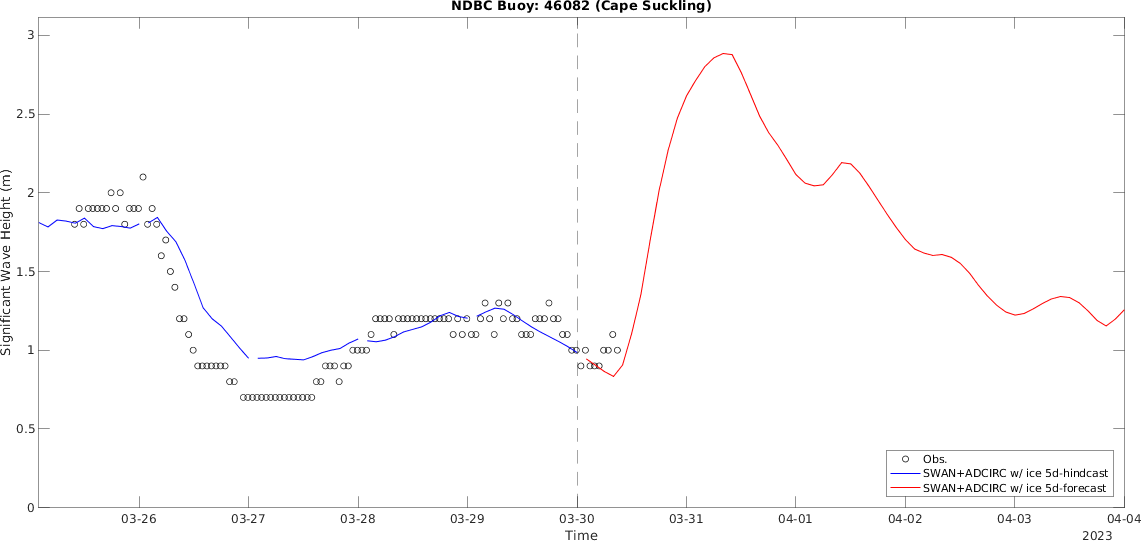 NDBC Buoy: 46082 (Cape Suckling)
3
2.5
2
1.5
1
0.5
0
Significant Wave Height (m)
Obs.
SWAN+ADCIRC w/ ice 5d-hindcast
SWAN+ADCIRC w/ ice 5d-forecast
03-26 03-27 03-28 03-29 03-30 03-31 04-01 04-02 04-03 04-04
Time
2023